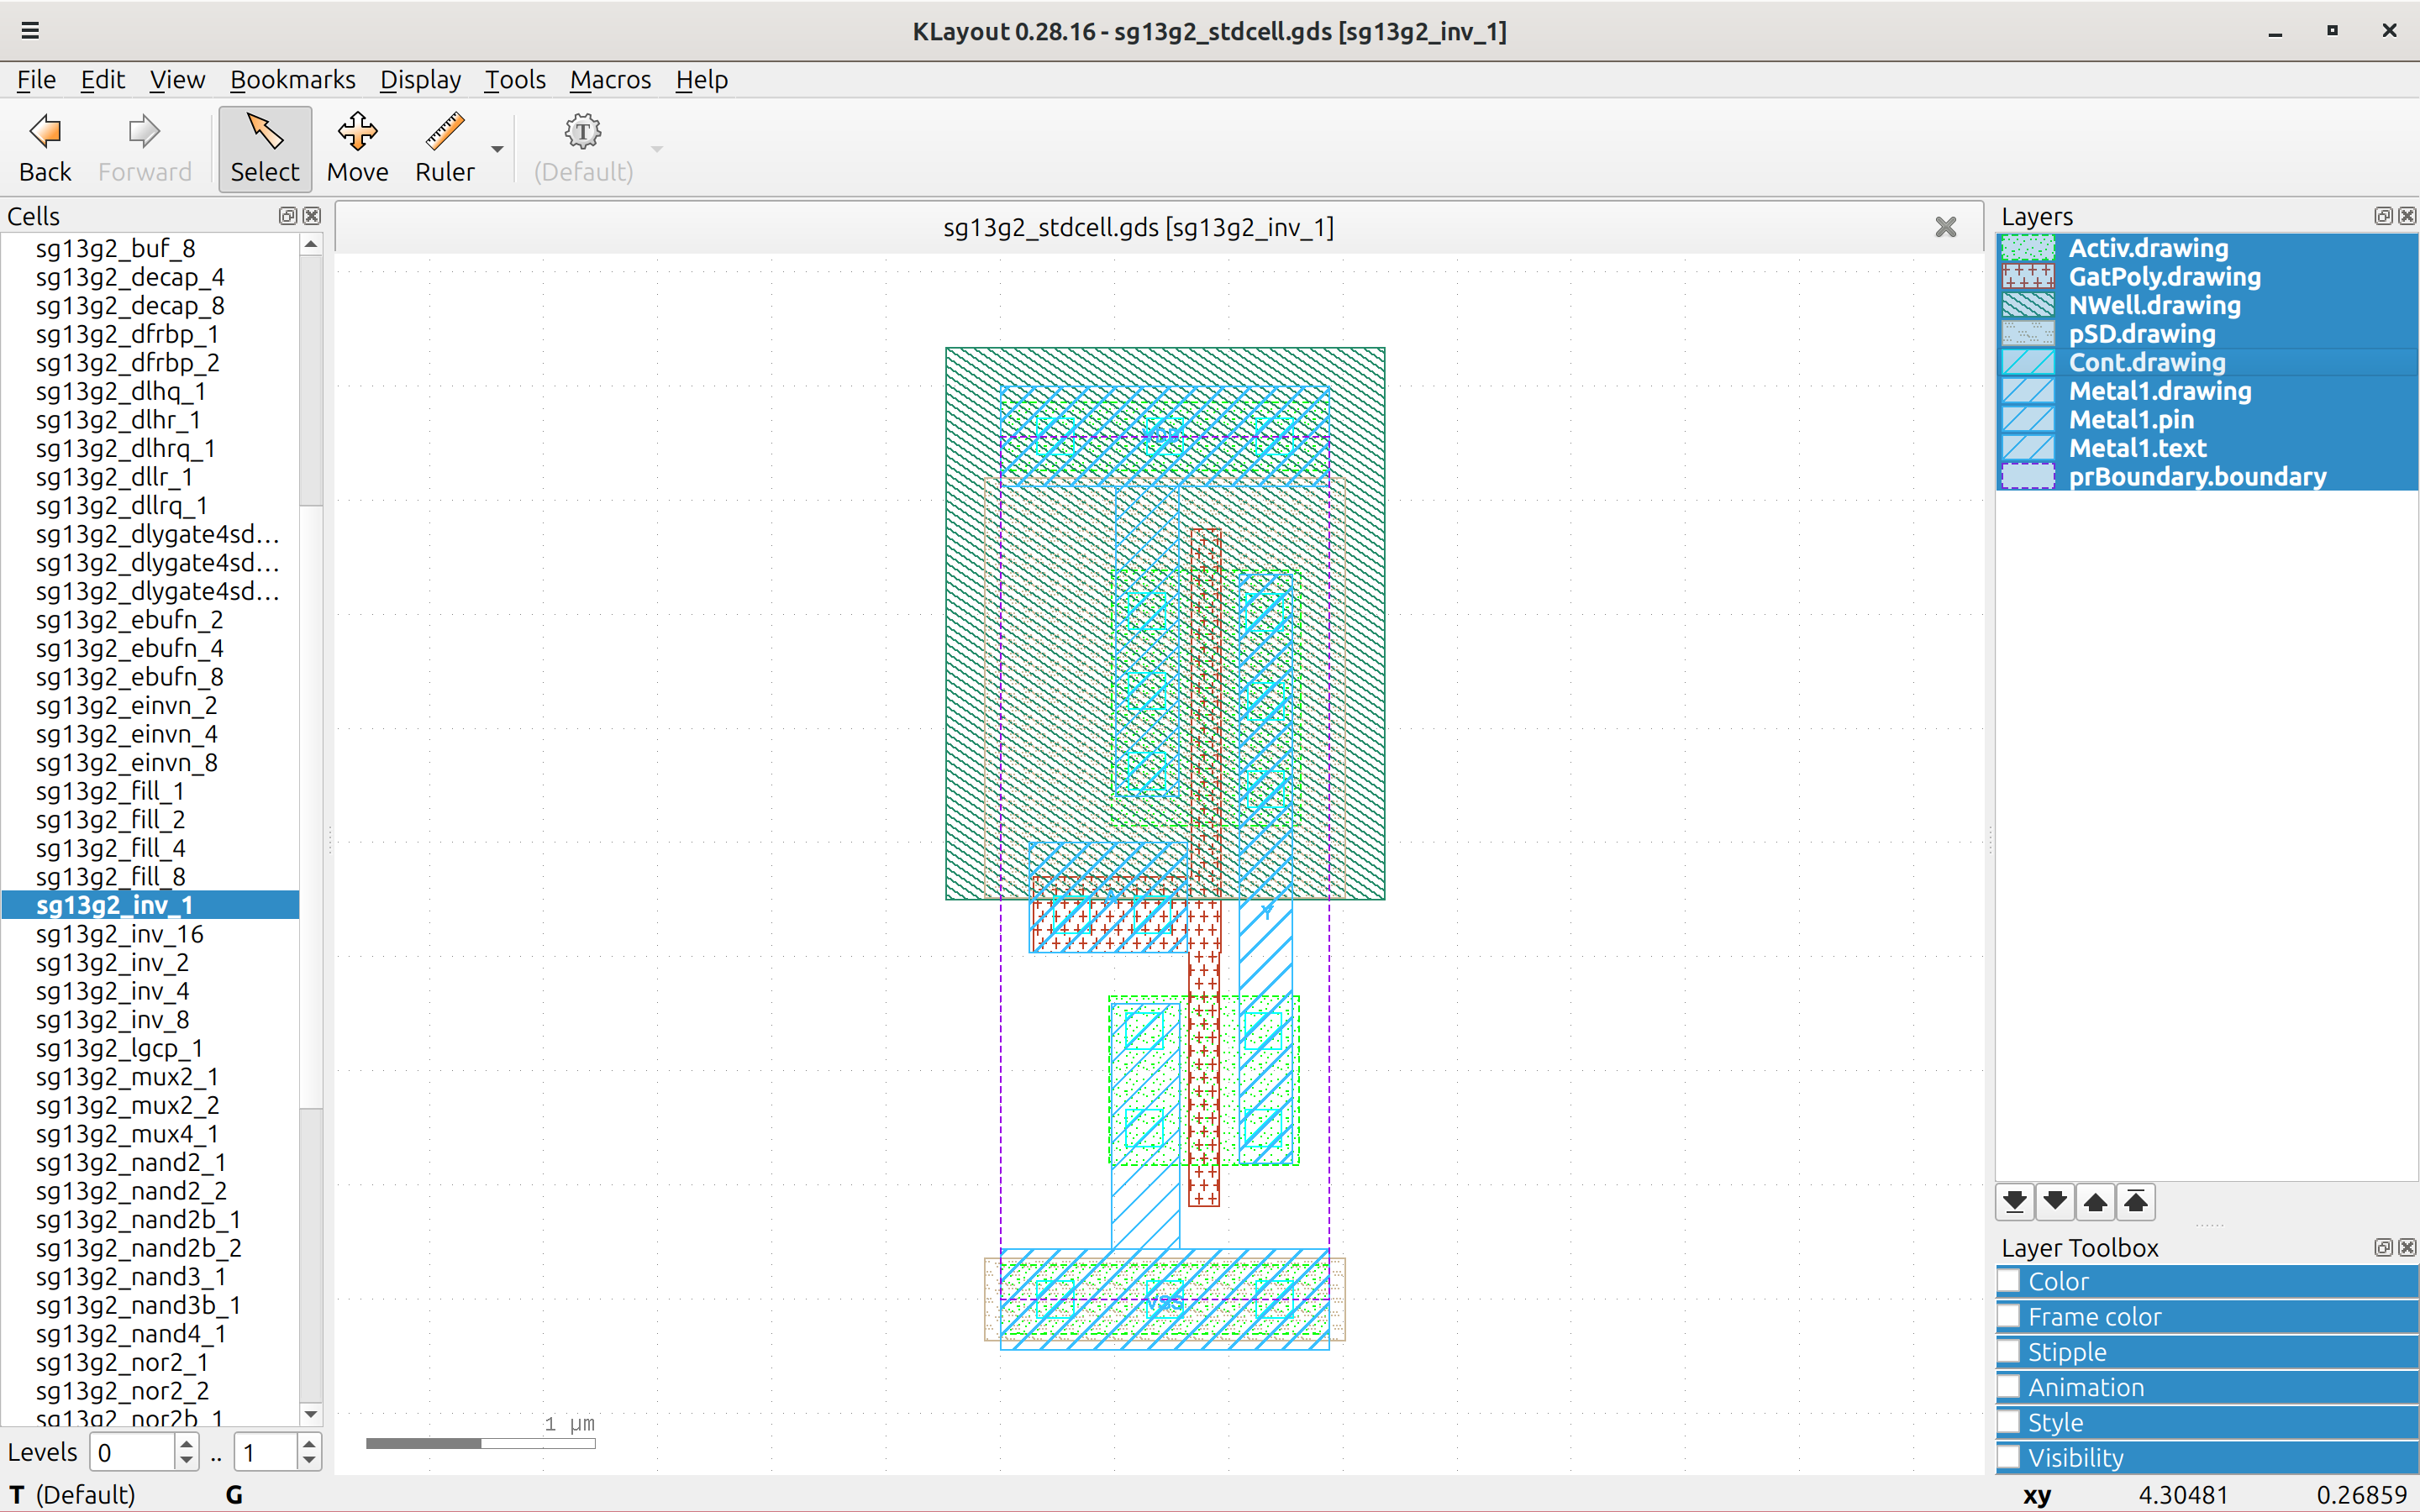 KLayout 0.28.16 - sg13g2_stdcell.gds [sg13g2_inv_1]
File Edit View Bookmarks Display Tools Macros Help
Back Forward Select Move Ruler (Default)
Cells
sg13g2_buf_8
sg13g2_decap_4
sg13g2_decap_8
sg13g2_dfrbp_1
sg13g2_dfrbp_2
sg13g2_dlhq_1
sg13g2_dlhr_1
sg13g2_dlhrq_1
sg13g2_dllr_1
sg13g2_dllrq_1
sg13g2_dlygate4sd...
sg13g2_dlygate4sd...
sg13g2_dlygate4sd...
sg13g2_ebufn_2
sg13g2_ebufn_4
sg13g2_ebufn_8
sg13g2_einvn_2
sg13g2_einvn_4
sg13g2_einvn_8
sg13g2_fill_1
sg13g2_fill_2
sg13g2_fill_4
sg13g2_fill_8
sg13g2_inv_1
sg13g2_inv_16
sg13g2_inv_2
sg13g2_inv_4
sg13g2_inv_8
sg13g2_lgcp_1
sg13g2_mux2_1
sg13g2_mux2_2
sg13g2_mux4_1
sg13g2_nand2_1
sg13g2_nand2_2
sg13g2_nand2b_1
sg13g2_nand2b_2
sg13g2_nand3_1
sg13g2_nand3b_1
sg13g2_nand4_1
sg13g2_nor2_1
sg13g2_nor2_2
sg13g2_nor2b_1
Levels 0 .. 1
sg13g2_stdcell.gds [sg13g2_inv_1]
VDD
A
Y
VSS
1 µm
Layers
Activ.drawing
GatPoly.drawing
NWell.drawing
pSD.drawing
Cont.drawing
Metal1.drawing
Metal1.pin
Metal1.text
prBoundary.boundary
Layer Toolbox
Color
Frame color
Stipple
Animation
Style
Visibility
T (Default) G xy 4.30481 0.26859